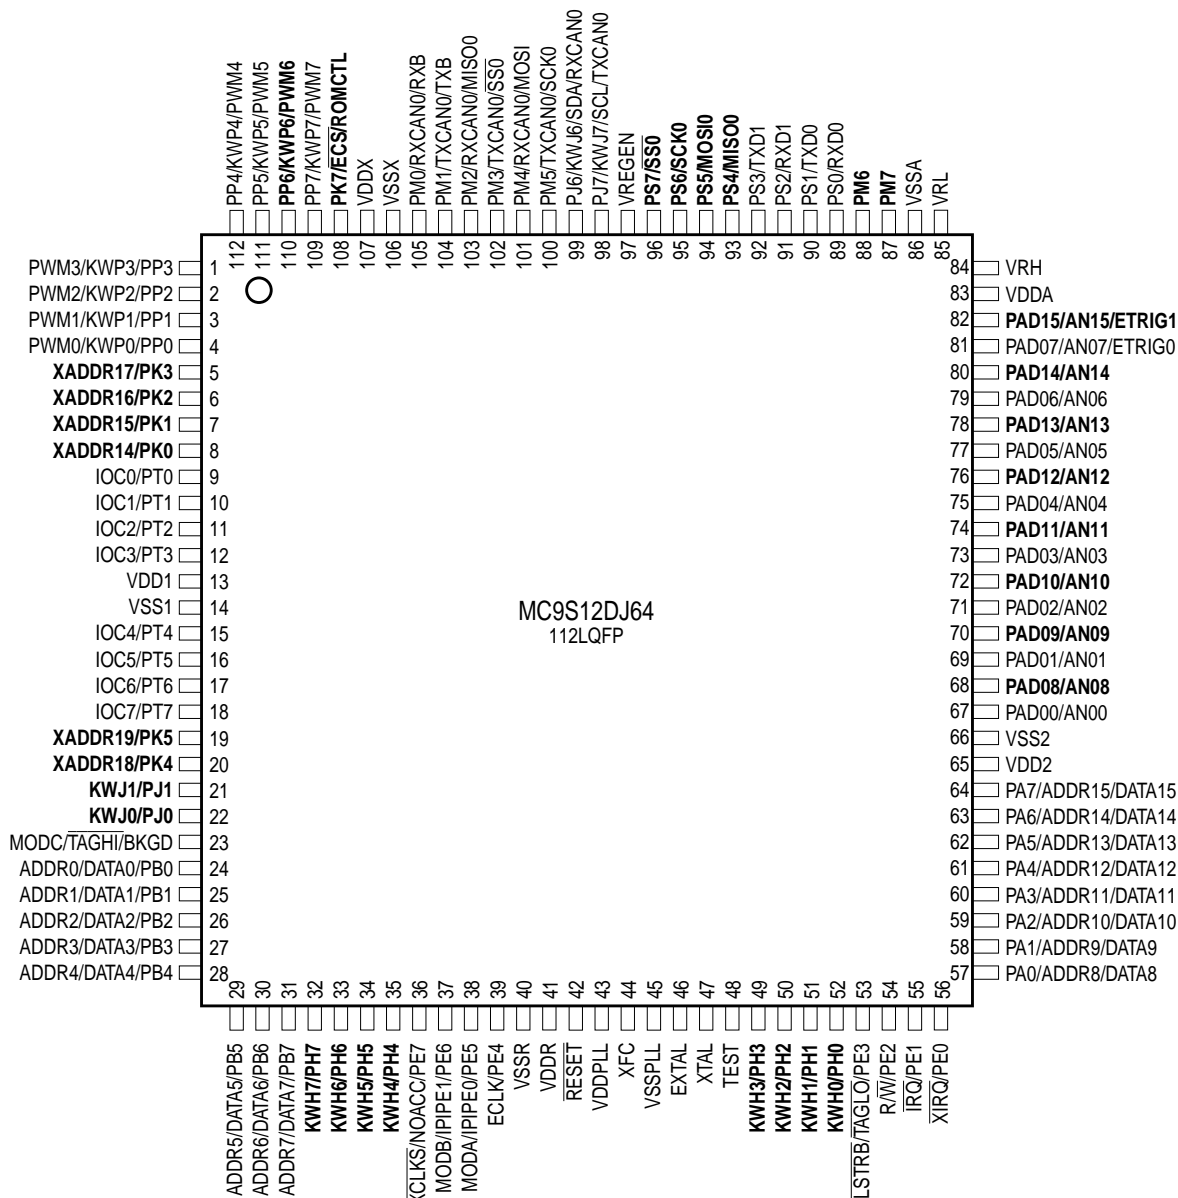 PP4/KWP4/PWM4
PP5/KWP5/PWM5
PP6/KWP6/PWM6
PP7/KWP7/PWM7
PK7/ECS/ROMCTL
VDDX
VSSX
PM0/RXCAN0/RXB
PM1/TXCAN0/TXB
PM2/RXCAN0/MISO0
PM3/TXCAN0/SS0
PM4/RXCAN0/MOSI
PM5/TXCAN0/SCK0
PJ6/KWJ6/SDA/RXCAN0
PJ7/KWJ7/SCL/TXCAN0
VREGEN
PS7/SS0
PS6/SCK0
PS5/MOSI0
PS4/MISO0
PS3/TXD1
PS2/RXD1
PS1/TXD0
PS0/RXD0
PM6
PM7
VSSA
VRL
112
111
110
109
108
107
106
105
104
103
102
101
100
99
98
97
96
95
94
93
92
91
90
89
88
87
86
85
PWM3/KWP3/PP3 1
PWM2/KWP2/PP2 2
PWM1/KWP1/PP1 3
PWM0/KWP0/PP0 4
XADDR17/PK3 5
XADDR16/PK2 6
XADDR15/PK1 7
XADDR14/PK0 8
IOC0/PT0 9
IOC1/PT1 10
IOC2/PT2 11
IOC3/PT3 12
VDD1 13
VSS1 14
IOC4/PT4 15
IOC5/PT5 16
IOC6/PT6 17
IOC7/PT7 18
XADDR19/PK5 19
XADDR18/PK4 20
KWJ1/PJ1 21
KWJ0/PJ0 22
MODC/TAGHI/BKGD 23
ADDR0/DATA0/PB0 24
ADDR1/DATA1/PB1 25
ADDR2/DATA2/PB2 26
ADDR3/DATA3/PB3 27
ADDR4/DATA4/PB4 28
MC9S12DJ64
112LQFP
84 VRH
83 VDDA
82 PAD15/AN15/ETRIG1
81 PAD07/AN07/ETRIG0
80 PAD14/AN14
79 PAD06/AN06
78 PAD13/AN13
77 PAD05/AN05
76 PAD12/AN12
75 PAD04/AN04
74 PAD11/AN11
73 PAD03/AN03
72 PAD10/AN10
71 PAD02/AN02
70 PAD09/AN09
69 PAD01/AN01
68 PAD08/AN08
67 PAD00/AN00
66 VSS2
65 VDD2
64 PA7/ADDR15/DATA15
63 PA6/ADDR14/DATA14
62 PA5/ADDR13/DATA13
61 PA4/ADDR12/DATA12
60 PA3/ADDR11/DATA11
59 PA2/ADDR10/DATA10
58 PA1/ADDR9/DATA9
57 PA0/ADDR8/DATA8
29
30
31
32
33
34
35
36
37
38
39
40
41
42
43
44
45
46
47
48
49
50
51
52
53
54
55
56
ADDR5/DATA5/PB5
ADDR6/DATA6/PB6
ADDR7/DATA7/PB7
KWH7/PH7
KWH6/PH6
KWH5/PH5
KWH4/PH4
XCLKS/NOACC/PE7
MODB/IPIPE1/PE6
MODA/IPIPE0/PE5
ECLK/PE4
VSSR
VDDR
RESET
VDDPLL
XFC
VSSPLL
EXTAL
XTAL
TEST
KWH3/PH3
KWH2/PH2
KWH1/PH1
KWH0/PH0
LSTRB/TAGLO/PE3
R/W/PE2
IRQ/PE1
XIRQ/PE0